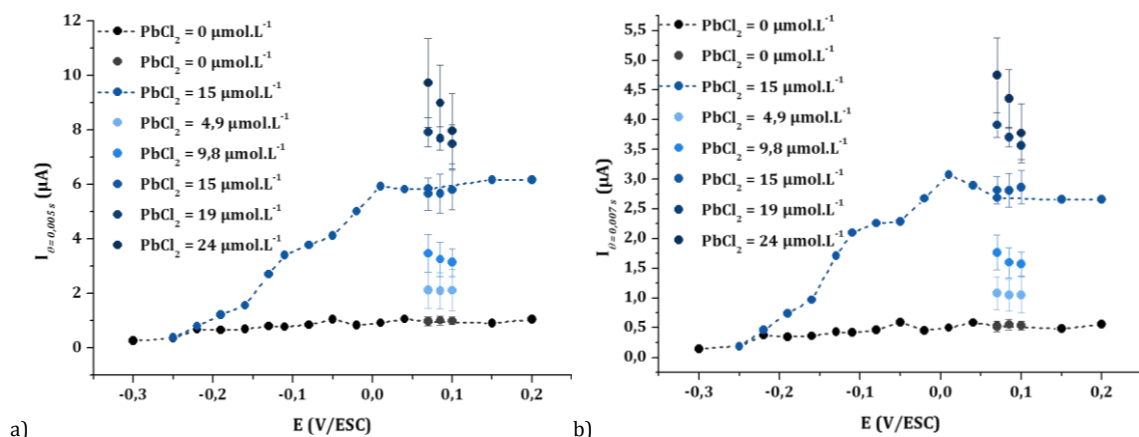 12
10
8
6
4
2
0
I_θ=0,005 s (µA)
PbCl₂ = 0 µmol.L⁻¹
PbCl₂ = 0 µmol.L⁻¹
PbCl₂ = 15 µmol.L⁻¹
PbCl₂ = 4,9 µmol.L⁻¹
PbCl₂ = 9,8 µmol.L⁻¹
PbCl₂ = 15 µmol.L⁻¹
PbCl₂ = 19 µmol.L⁻¹
PbCl₂ = 24 µmol.L⁻¹
-0,3 -0,2 -0,1 0,0 0,1 0,2
E (V/ESC)
a)
5,5
5,0
4,5
4,0
3,5
3,0
2,5
2,0
1,5
1,0
0,5
0,0
I_θ=0,007 s (µA)
PbCl₂ = 0 µmol.L⁻¹
PbCl₂ = 0 µmol.L⁻¹
PbCl₂ = 15 µmol.L⁻¹
PbCl₂ = 4,9 µmol.L⁻¹
PbCl₂ = 9,8 µmol.L⁻¹
PbCl₂ = 15 µmol.L⁻¹
PbCl₂ = 19 µmol.L⁻¹
PbCl₂ = 24 µmol.L⁻¹
-0,3 -0,2 -0,1 0,0 0,1 0,2
E (V/ESC)
b)